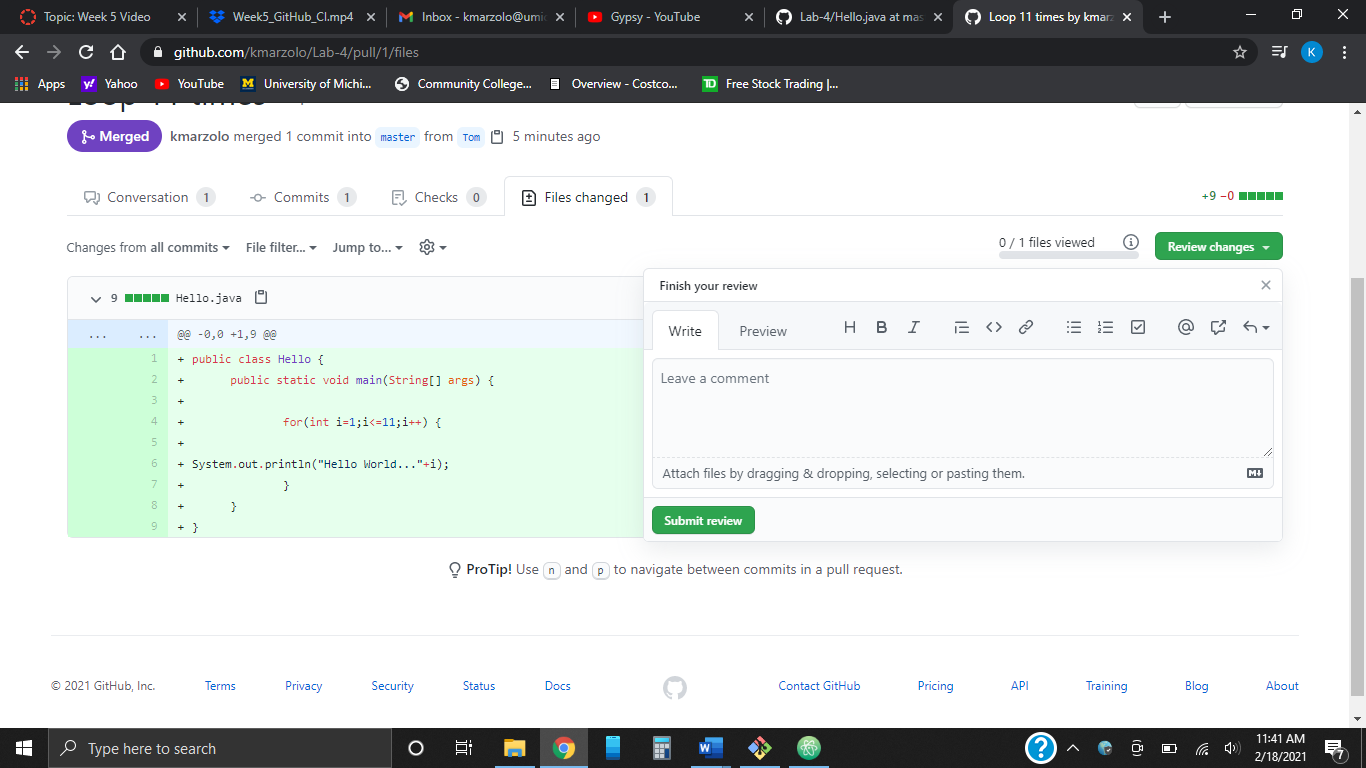 Topic: Week 5 Video
Week5_GitHub_CI.mp4
Inbox - kmarzolo@umic
Gypsy - YouTube
Lab-4/Hello.java at mas
Loop 11 times by kmarz
github.com/kmarzolo/Lab-4/pull/1/files
K
Apps
Yahoo
YouTube
University of Michi...
Community College...
Overview - Costco...
Free Stock Trading |...
Loop 11 times
Merged
kmarzolo merged 1 commit into master from Tom 5 minutes ago
Conversation 1
Commits 1
Checks 0
Files changed 1
+9 −0
Changes from all commits
File filter...
Jump to...
0 / 1 files viewed
Review changes
9 Hello.java
Finish your review
Write
Preview
H B I
Leave a comment
Attach files by dragging & dropping, selecting or pasting them.
Submit review
... ... @@ -0,0 +1,9 @@
1 + public class Hello {
2 + public static void main(String[] args) {
3 +
4 + for(int i=1;i<=11;i++) {
5 +
6 + System.out.println("Hello World..."+i);
7 + }
8 + }
9 + }
ProTip! Use n and p to navigate between commits in a pull request.
© 2021 GitHub, Inc.
Terms
Privacy
Security
Status
Docs
Contact GitHub
Pricing
API
Training
Blog
About
Type here to search
11:41 AM
2/18/2021
7